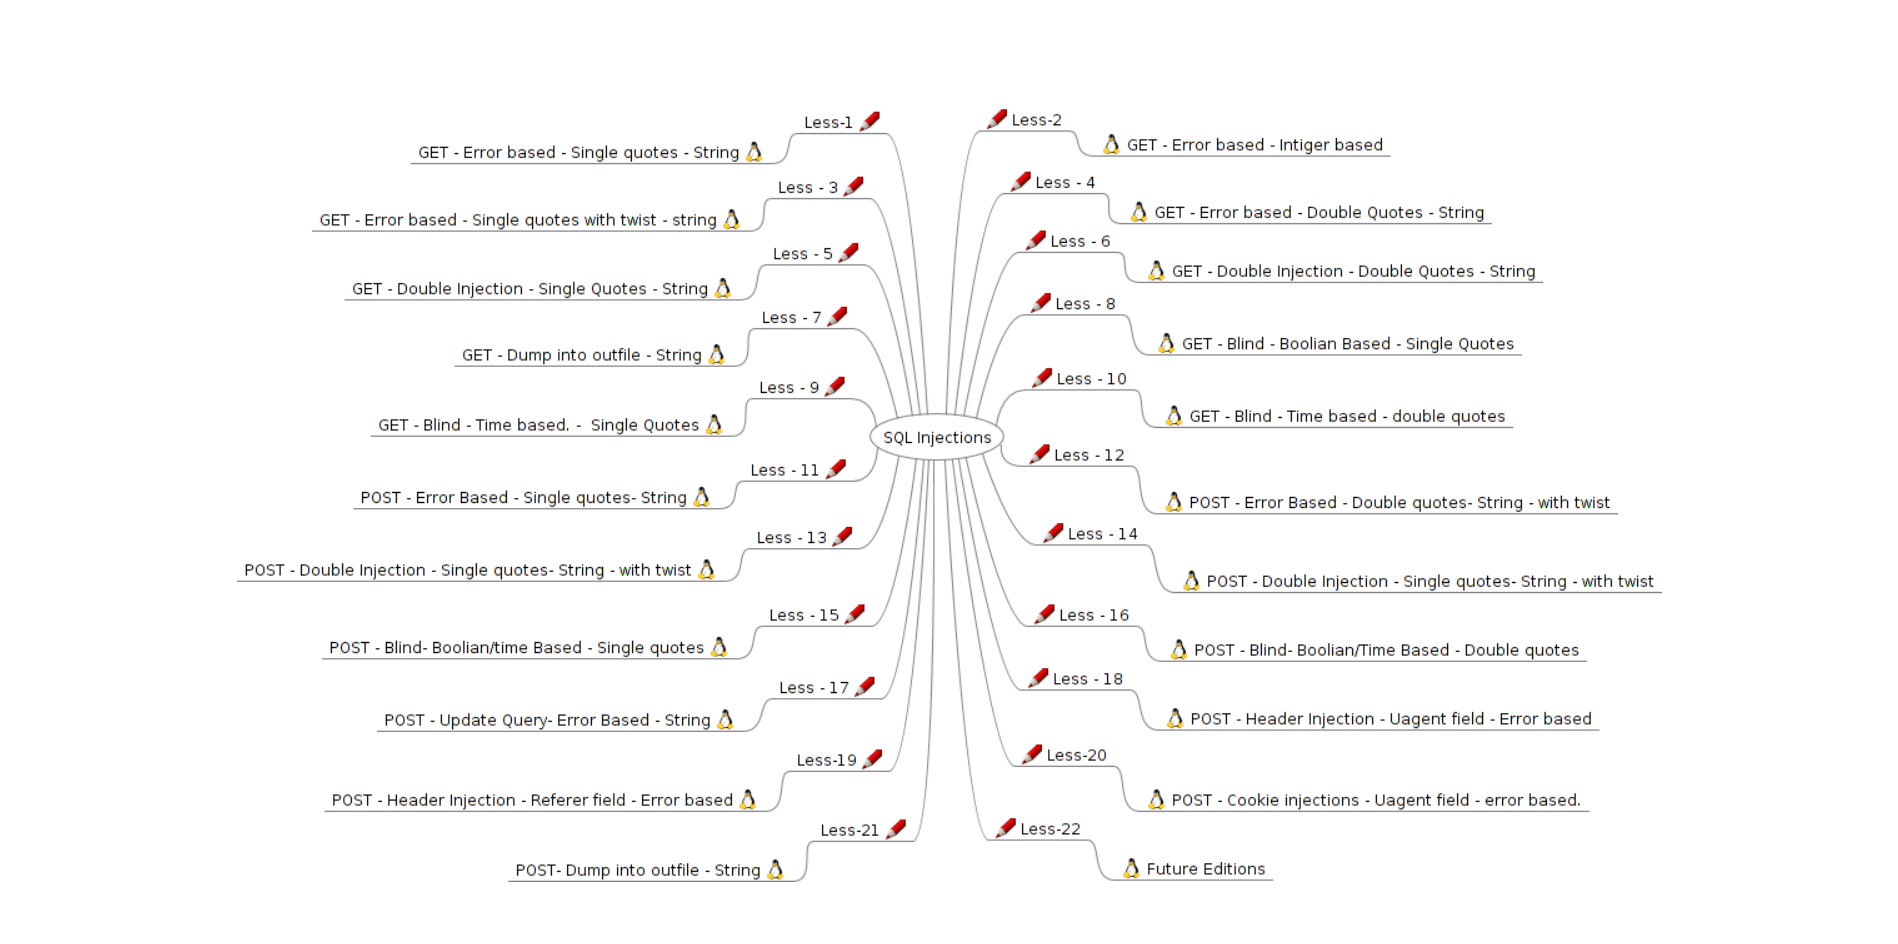 SQL Injections
Less-1
GET - Error based - Single quotes - String
Less - 3
GET - Error based - Single quotes with twist - string
Less - 5
GET - Double Injection - Single Quotes - String
Less - 7
GET - Dump into outfile - String
Less - 9
GET - Blind - Time based. -  Single Quotes
Less - 11
POST - Error Based - Single quotes- String
Less - 13
POST - Double Injection - Single quotes- String - with twist
Less - 15
POST - Blind- Boolian/time Based - Single quotes
Less - 17
POST - Update Query- Error Based - String
Less-19
POST - Header Injection - Referer field - Error based
Less-21
POST- Dump into outfile - String
Less-2
GET - Error based - Intiger based
Less - 4
GET - Error based - Double Quotes - String
Less - 6
GET - Double Injection - Double Quotes - String
Less - 8
GET - Blind - Boolian Based - Single Quotes
Less - 10
GET - Blind - Time based - double quotes
Less - 12
POST - Error Based - Double quotes- String - with twist
Less - 14
POST - Double Injection - Single quotes- String - with twist
Less - 16
POST - Blind- Boolian/Time Based - Double quotes
Less - 18
POST - Header Injection - Uagent field - Error based
Less-20
POST - Cookie injections - Uagent field - error based.
Less-22
Future Editions